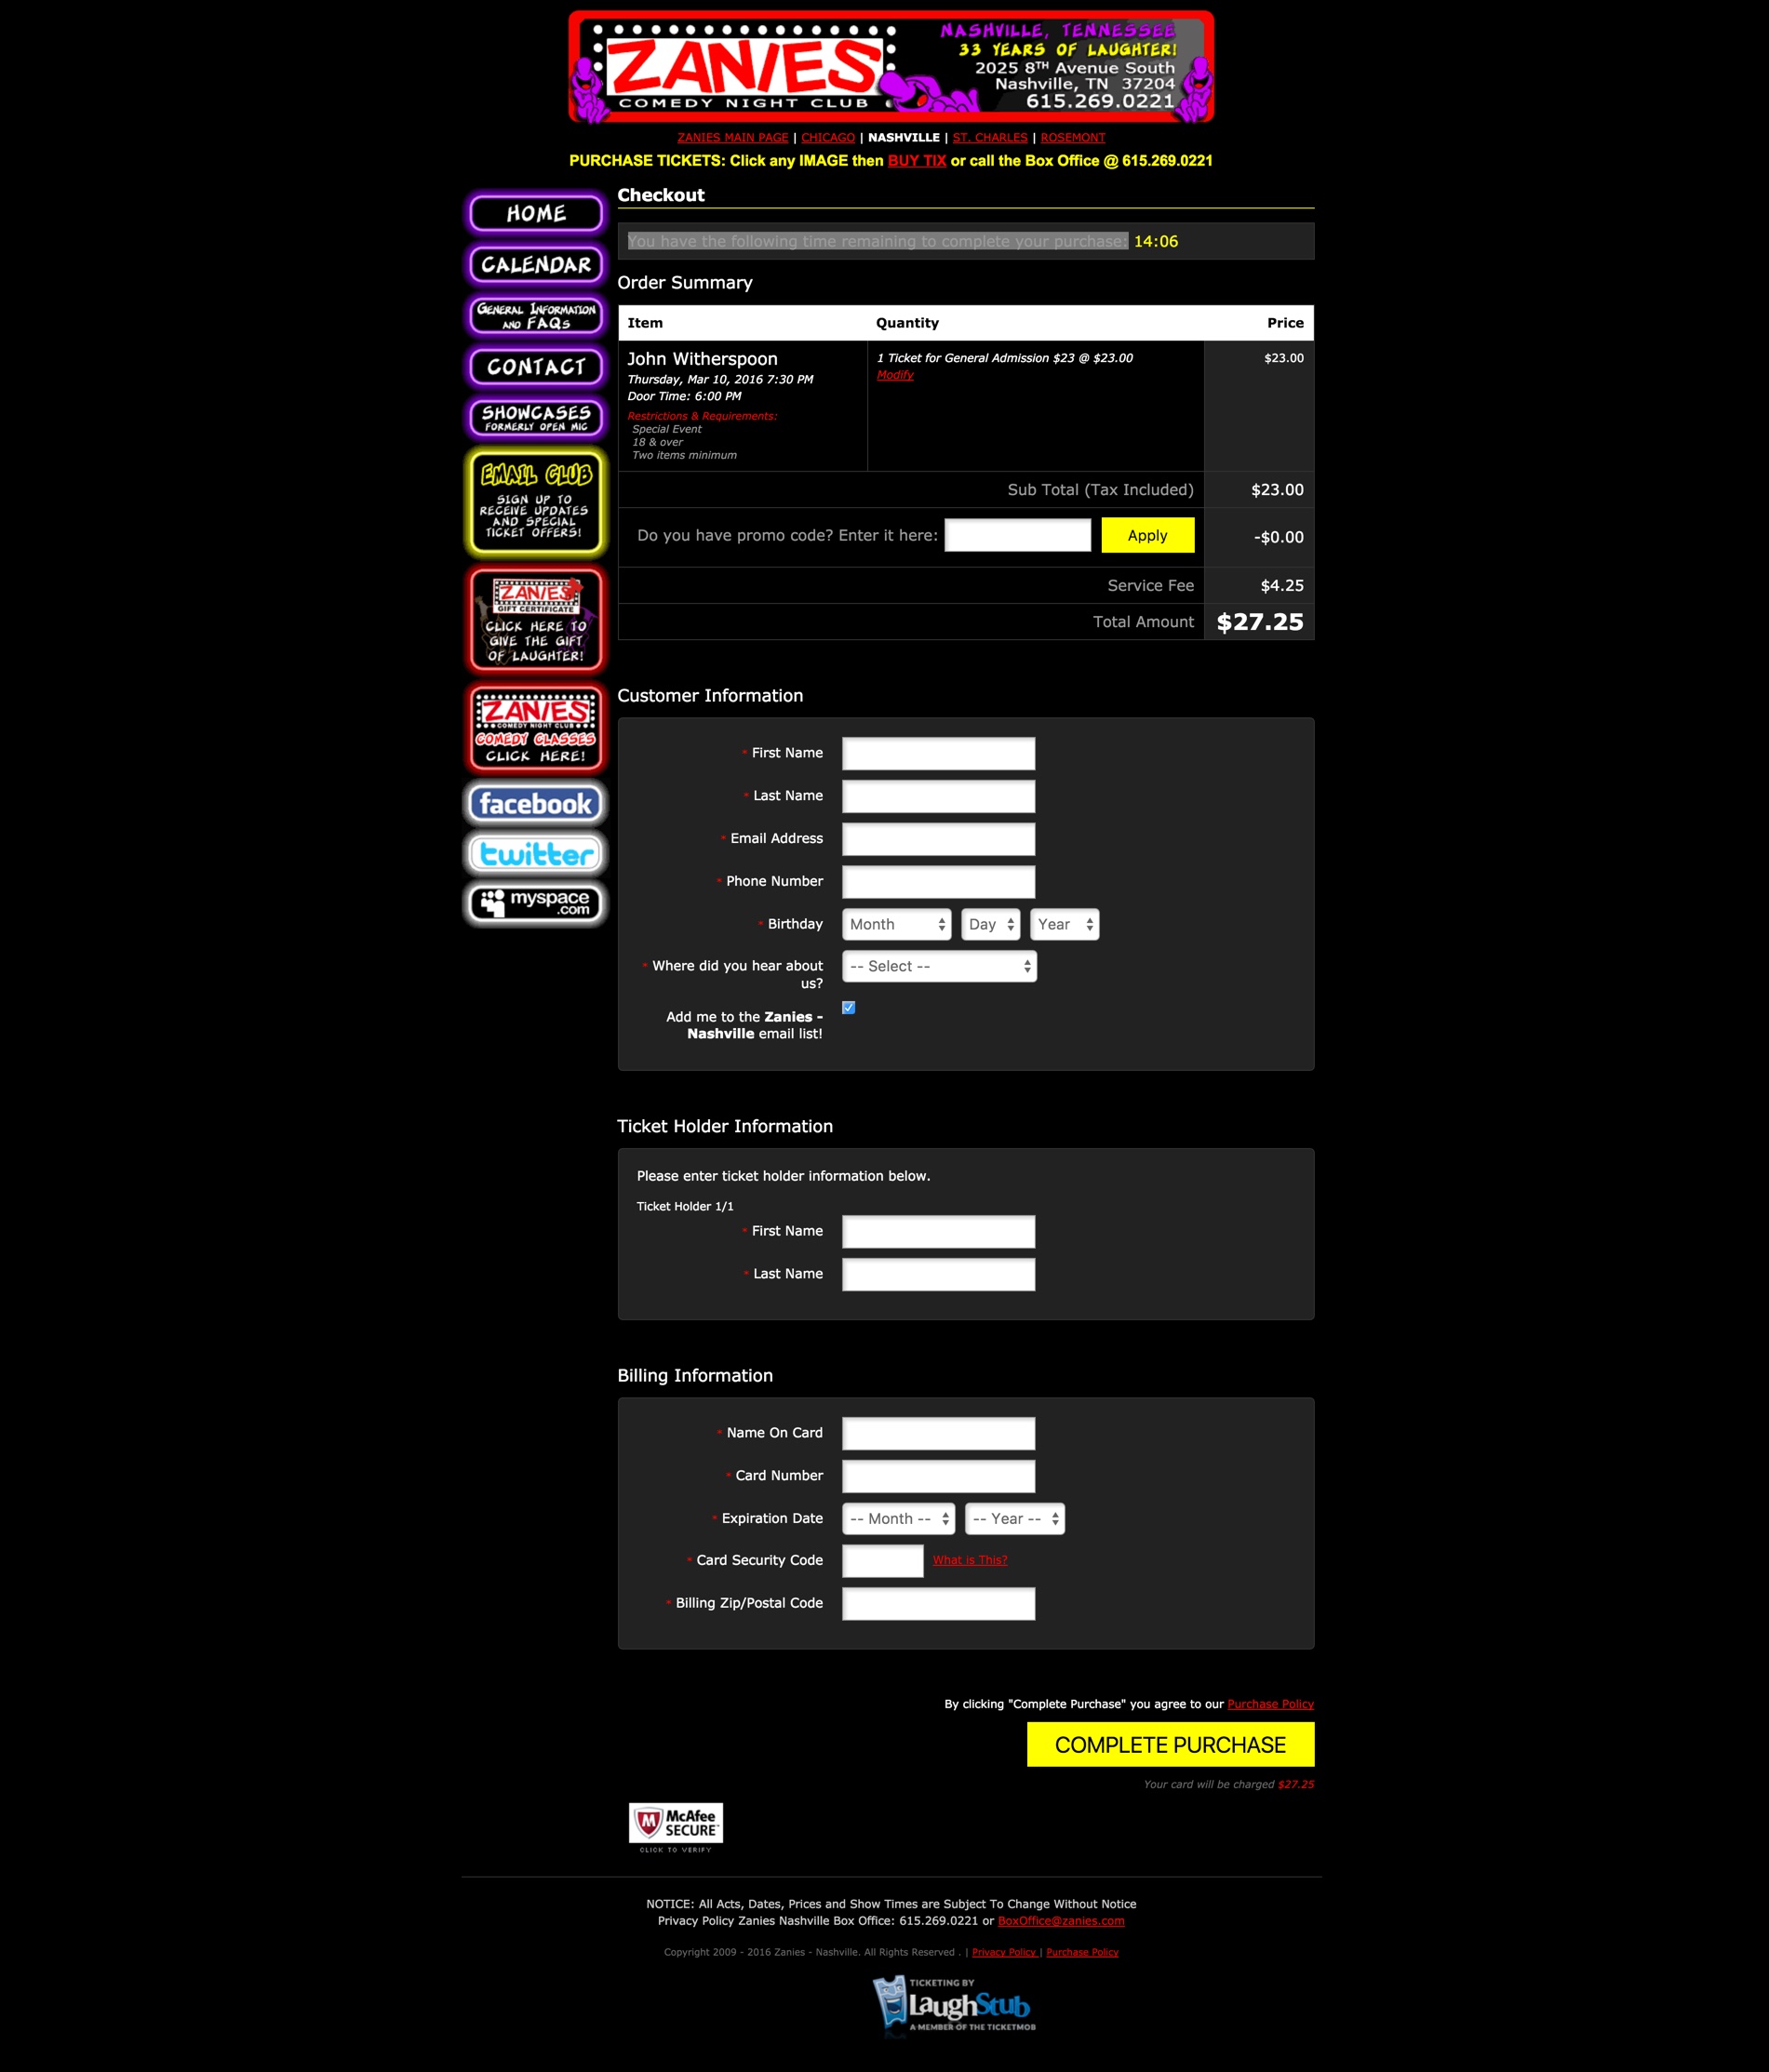 ZANIES
COMEDY NIGHT CLUB
NASHVILLE, TENNESSEE
33 YEARS OF LAUGHTER!
2025 8TH Avenue South
Nashville, TN 37204
615.269.0221
ZANIES MAIN PAGE | CHICAGO | NASHVILLE | ST. CHARLES | ROSEMONT
PURCHASE TICKETS: Click any IMAGE then BUY TIX or call the Box Office @ 615.269.0221
HOME
CALENDAR
GENERAL INFORMATION
AND FAQS
CONTACT
SHOWCASES
FORMERLY OPEN MIC
EMAIL CLUB
SIGN UP TO
RECEIVE UPDATES
AND SPECIAL
TICKET OFFERS!
ZANIES
GIFT CERTIFICATE
CLICK HERE TO
GIVE THE GIFT
OF LAUGHTER!
ZANIES
COMEDY NIGHT CLUB
COMEDY CLASSES
CLICK HERE!
facebook
twitter
myspace
.com
Checkout
You have the following time remaining to complete your purchase: 14:06
Order Summary
Item Quantity Price
John Witherspoon
Thursday, Mar 10, 2016 7:30 PM
Door Time: 6:00 PM
Restrictions & Requirements:
Special Event
18 & over
Two items minimum
1 Ticket for General Admission $23 @ $23.00
Modify
$23.00
Sub Total (Tax Included) $23.00
Do you have promo code? Enter it here: Apply -$0.00
Service Fee $4.25
Total Amount $27.25
Customer Information
* First Name
* Last Name
* Email Address
* Phone Number
* Birthday Month Day Year
* Where did you hear about
us?
-- Select --
Add me to the Zanies -
Nashville email list!
Ticket Holder Information
Please enter ticket holder information below.
Ticket Holder 1/1
* First Name
* Last Name
Billing Information
* Name On Card
* Card Number
* Expiration Date -- Month -- -- Year --
* Card Security Code What is This?
* Billing Zip/Postal Code
By clicking "Complete Purchase" you agree to our Purchase Policy
COMPLETE PURCHASE
Your card will be charged $27.25
McAfee
SECURE™
CLICK TO VERIFY
NOTICE: All Acts, Dates, Prices and Show Times are Subject To Change Without Notice
Privacy Policy Zanies Nashville Box Office: 615.269.0221 or BoxOffice@zanies.com
Copyright 2009 - 2016 Zanies - Nashville. All Rights Reserved . | Privacy Policy | Purchase Policy
TICKETING BY
LaughStub
A MEMBER OF THE TICKETMOB